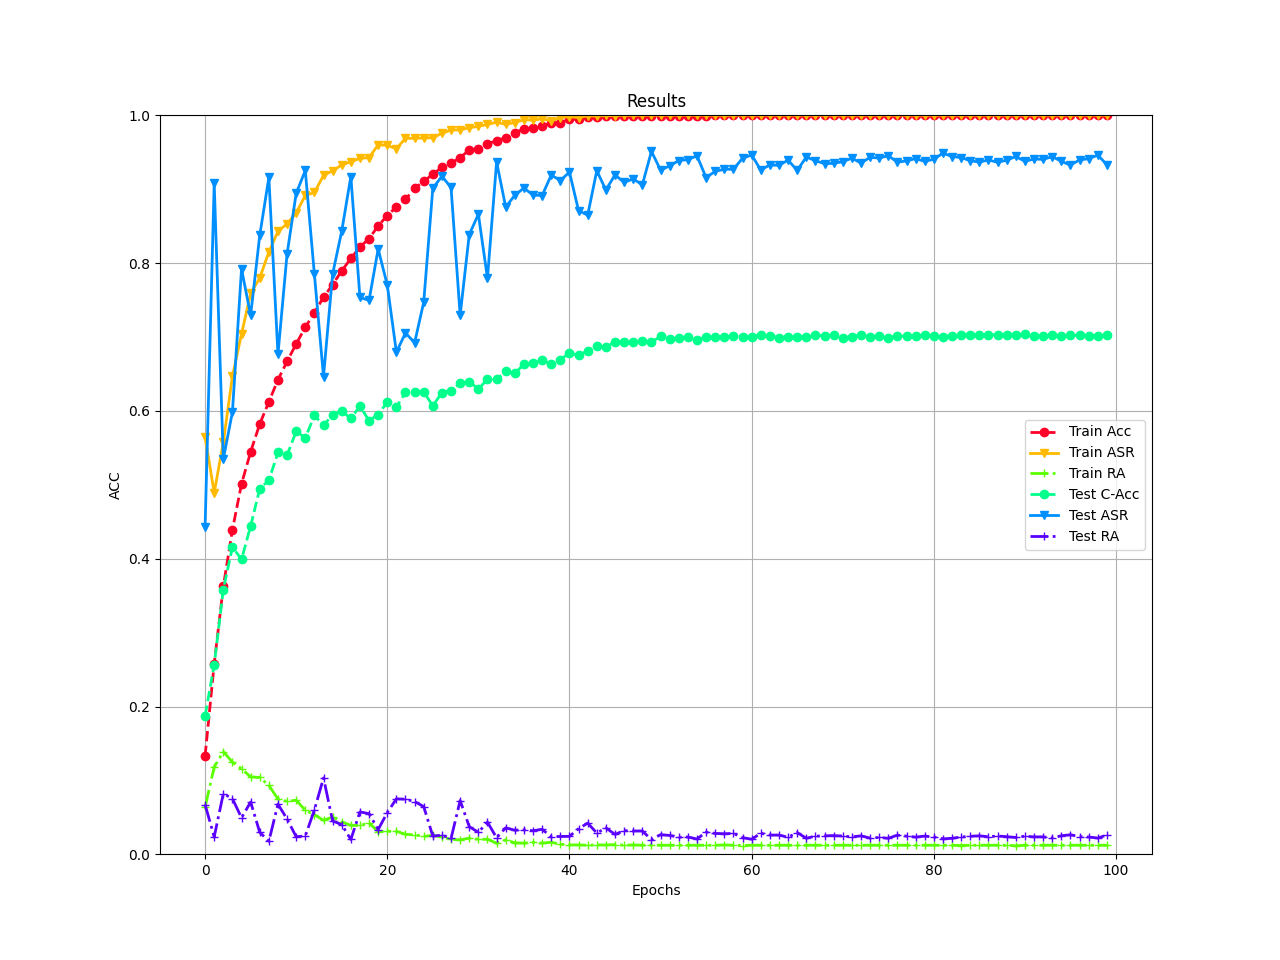 Results
ACC
1.0
0.8
0.6
0.4
0.2
0.0
Train Acc
Train ASR
Train RA
Test C-Acc
Test ASR
Test RA
0 20 40 60 80 100
Epochs